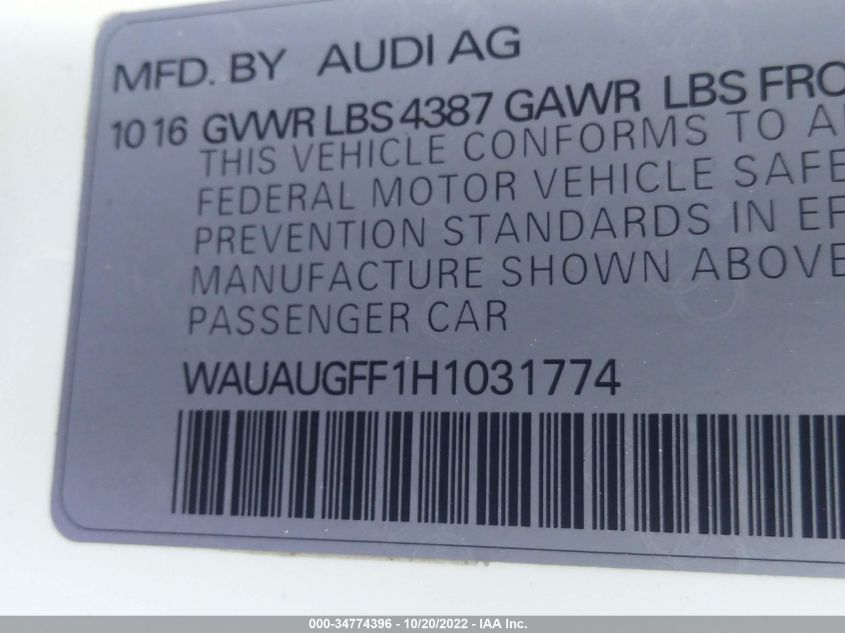 MFD. BY AUDI AG
10 16 GVWR LBS 4387 GAWR LBS FRO
THIS VEHICLE CONFORMS TO A
FEDERAL MOTOR VEHICLE SAFE
PREVENTION STANDARDS IN EF
MANUFACTURE SHOWN ABOVE
PASSENGER CAR
WAUAUGFF1H1031774
000-34774396 - 10/20/2022 - IAA Inc.